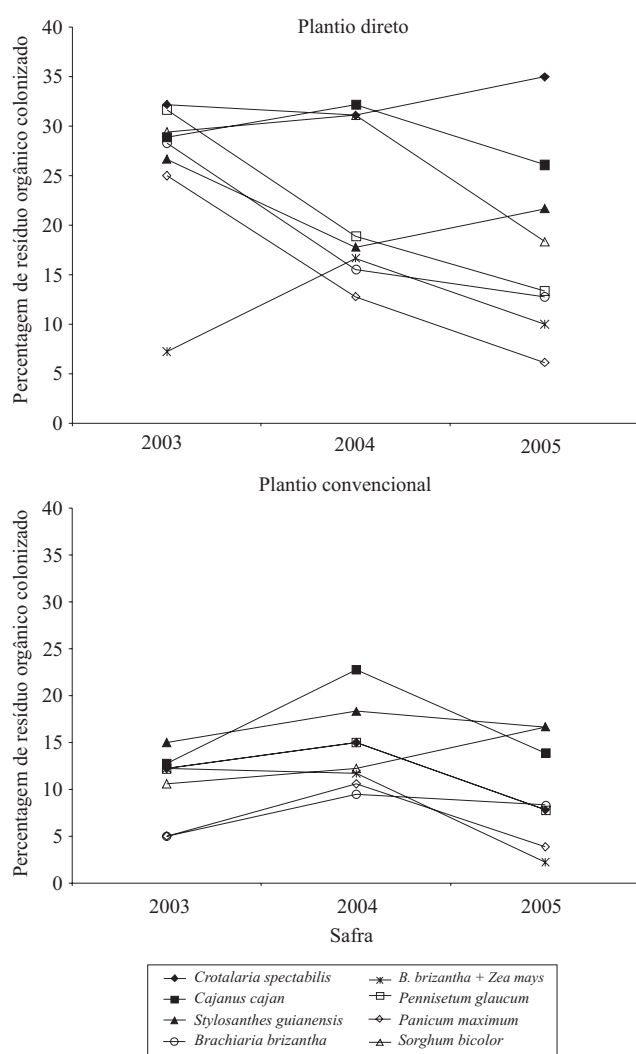 Plantio direto
Percentagem de resíduo orgânico colonizado
40
35
30
25
20
15
10
5
0
2003 2004 2005
Plantio convencional
Percentagem de resíduo orgânico colonizado
40
35
30
25
20
15
10
5
0
2003 2004 2005
Safra
Crotalaria spectabilis
Cajanus cajan
Stylosanthes guianensis
Brachiaria brizantha
B. brizantha + Zea mays
Pennisetum glaucum
Panicum maximum
Sorghum bicolor